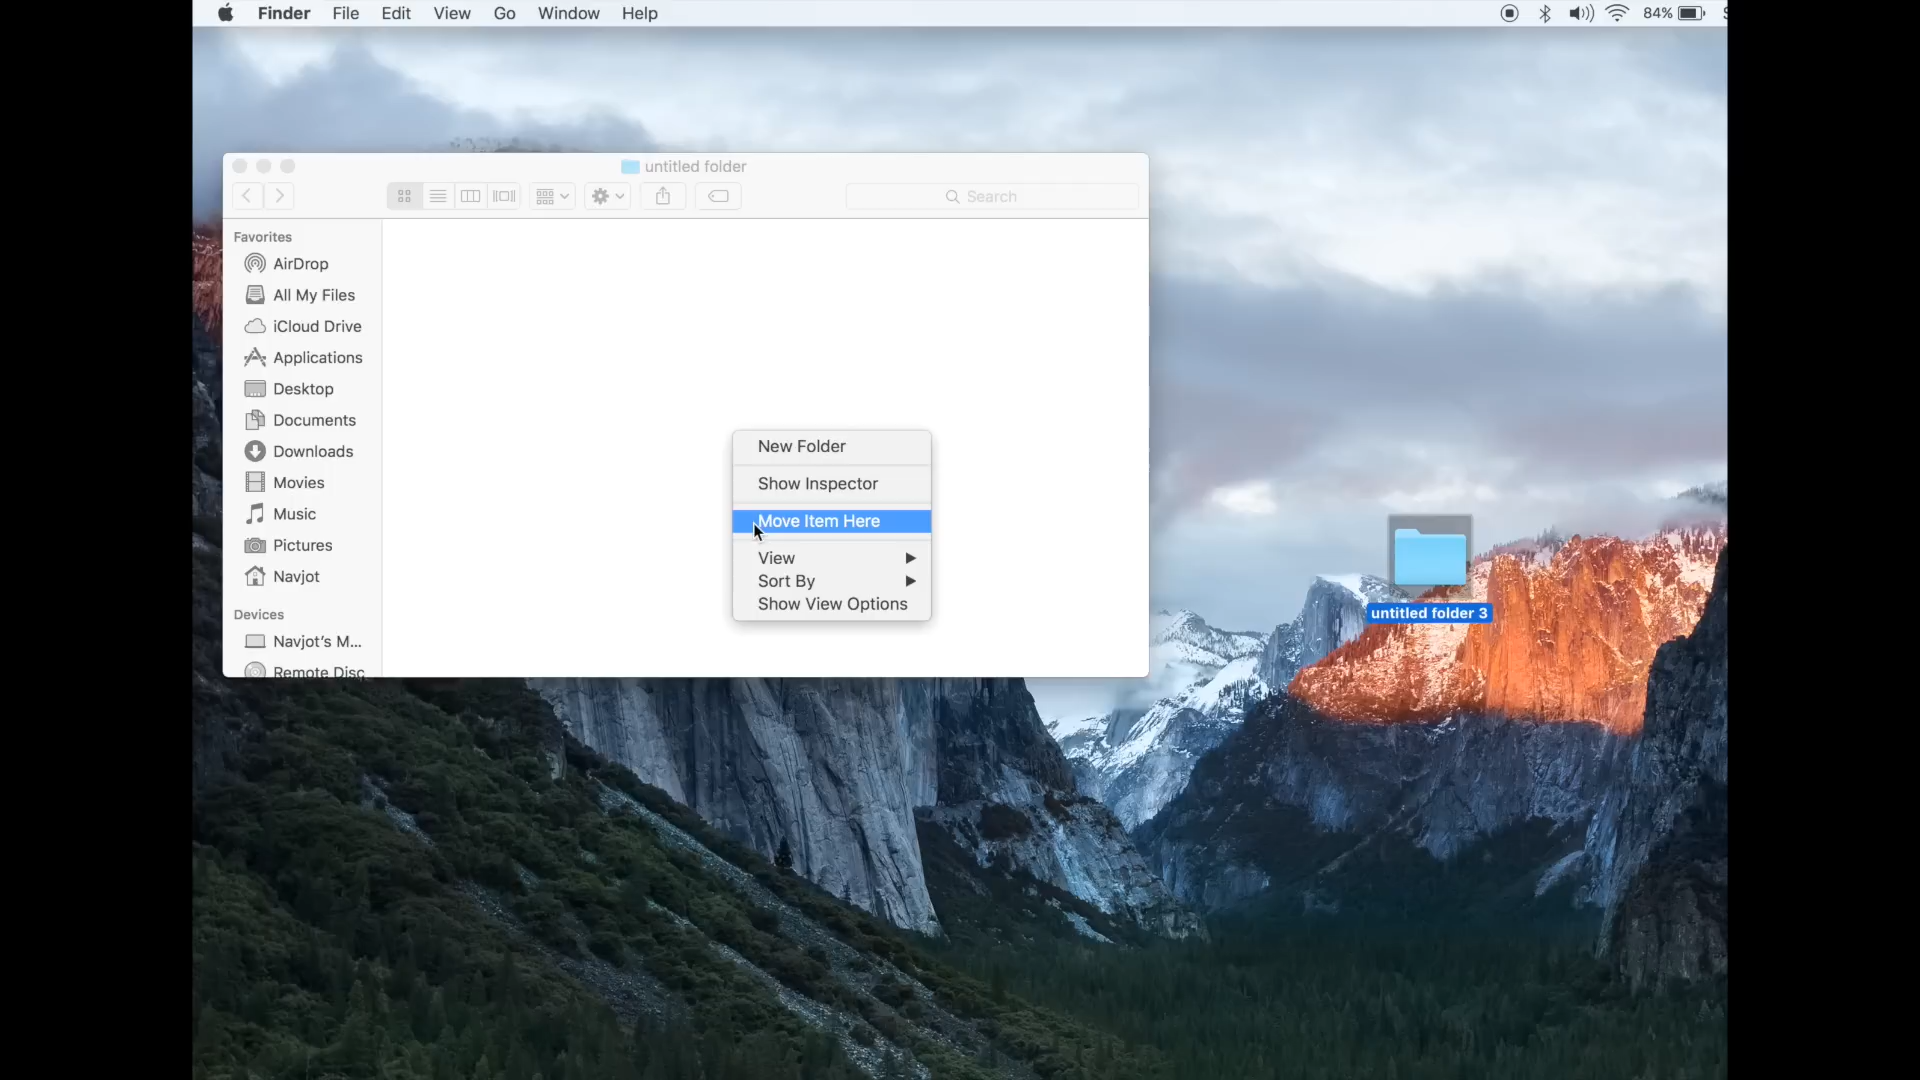 Finder File Edit View Go Window Help 84%
untitled folder
Search
Favorites
AirDrop
All My Files
iCloud Drive
Applications
Desktop
Documents
Downloads
Movies
Music
Pictures
Navjot
Devices
Navjot's M...
Remote Disc
New Folder
Show Inspector
Move Item Here
View
Sort By
Show View Options
untitled folder 3